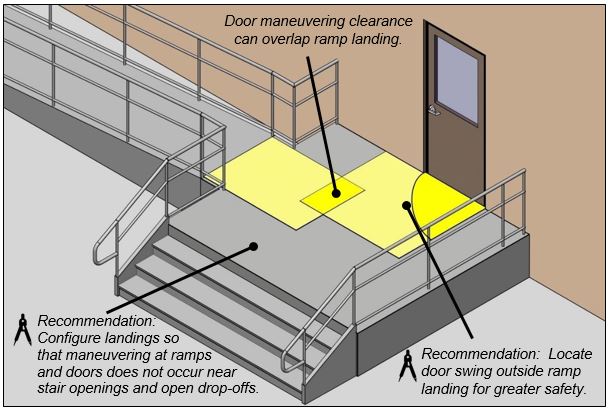 Door maneuvering clearance
can overlap ramp landing.
Recommendation:
Configure landings so
that maneuvering at ramps
and doors does not occur near
stair openings and open drop-offs.
Recommendation:  Locate
door swing outside ramp
landing for greater safety.